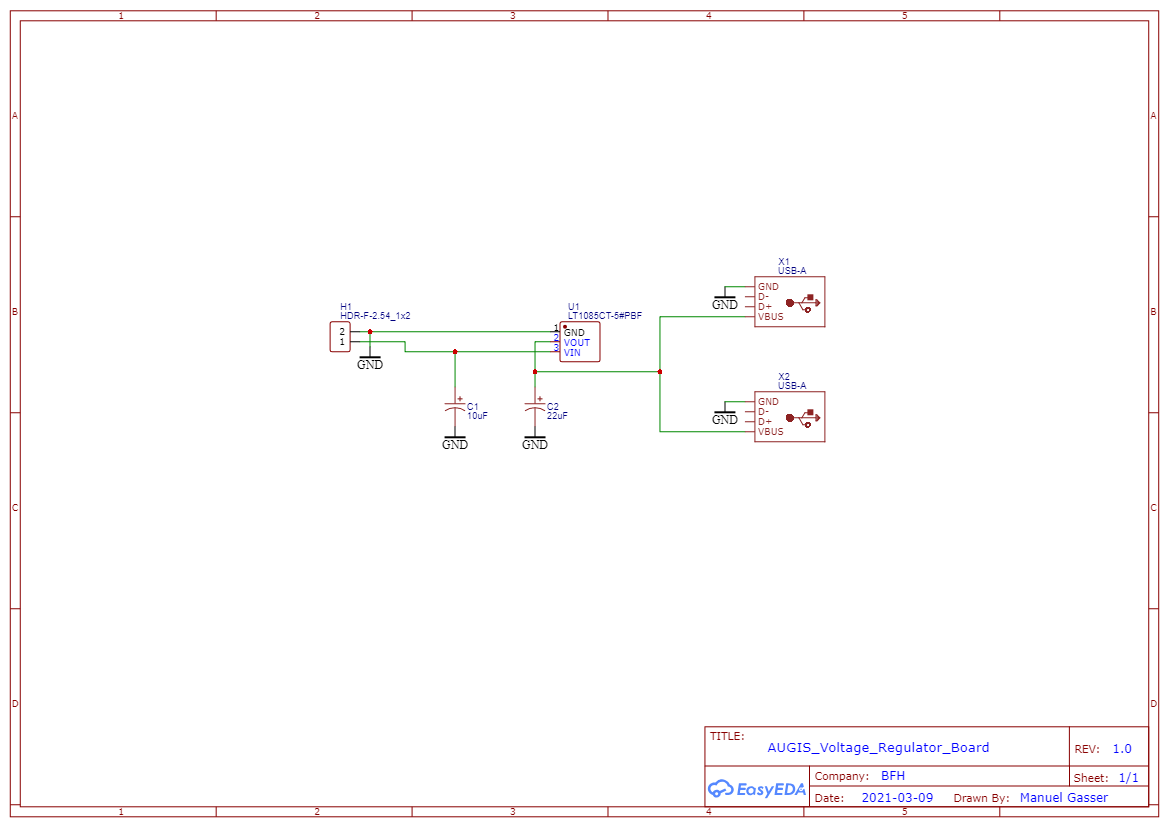 1 2 3 4 5
A A
X1
USB-A
GND
D-
D+
VBUS
GND
B B
H1
HDR-F-2.54_1x2
2
1
GND
U1
LT1085CT-5#PBF
1
2
3
GND
VOUT
VIN
X2
USB-A
GND
D-
D+
VBUS
GND
+
C1
10uF
GND
+
C2
22uF
GND
C C
D D
TITLE:
AUGIS_Voltage_Regulator_Board
REV: 1.0
EasyEDA
Company: BFH
Sheet: 1/1
Date: 2021-03-09 Drawn By: Manuel Gasser
1 2 3 4 5